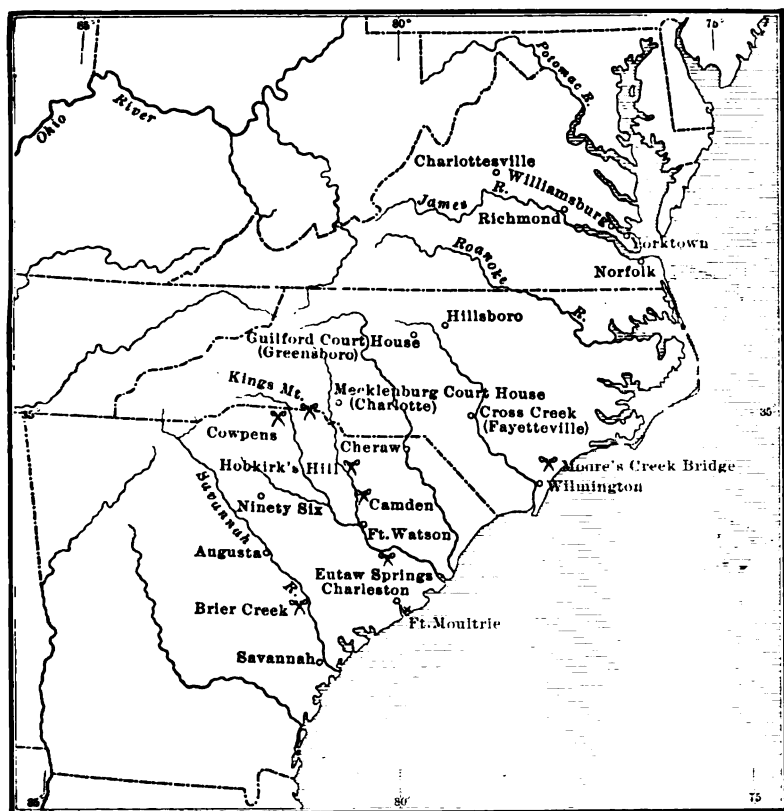 85°
80°
75°
Potomac R.
Ohio River
Charlottesville
Williamsburg
James R.
Richmond
Yorktown
Roanoke R.
Norfolk
Hillsboro
Guilford Court House
(Greensboro)
Kings Mt.
Mecklenburg Court House
(Charlotte)
35
35
Cross Creek
(Fayetteville)
Cowpens
Cheraw
Hobkirk's Hill
Moore's Creek Bridge
Wilmington
Savannah R.
Ninety Six
Camden
Ft. Watson
Augusta
Eutaw Springs
Charleston
Brier Creek
Ft. Moultrie
Savannah
85
80
75